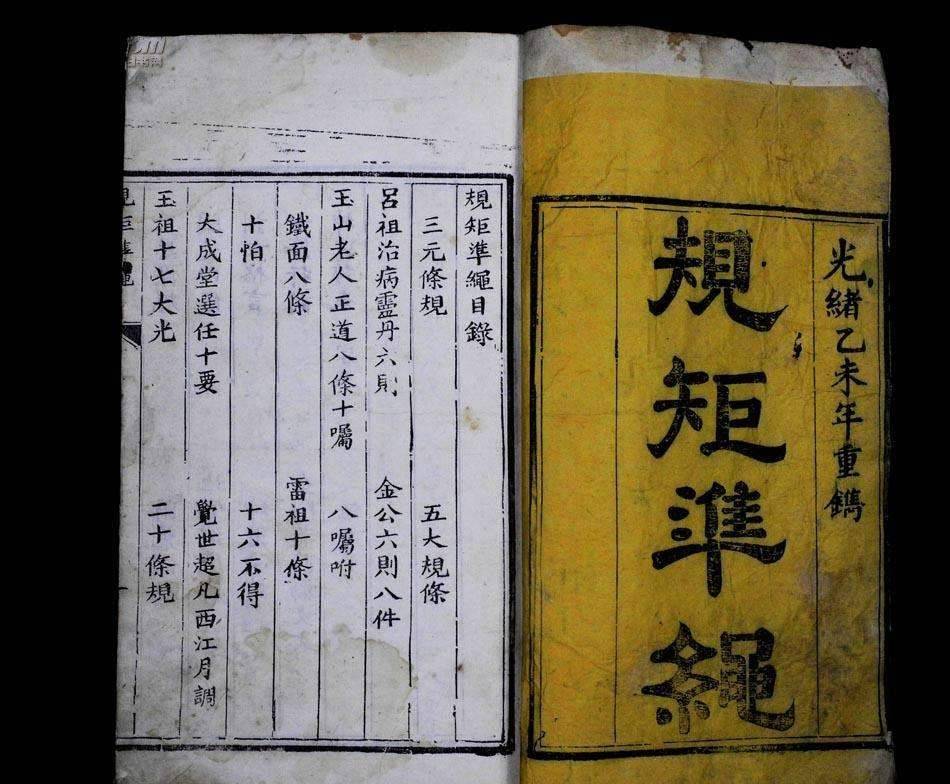 光緒乙未年重鐫
規矩準繩
規矩準繩目錄
三元條規 五大規條
呂祖治病靈丹六則 金公六則八件
玉山老人正道八條十囑 八囑咐
鐵面八條 雷祖十條
十怕 十六不得
大成堂選任十要 覺世超凡西江月調
玉祖十七大光 二十條規
規矩準繩